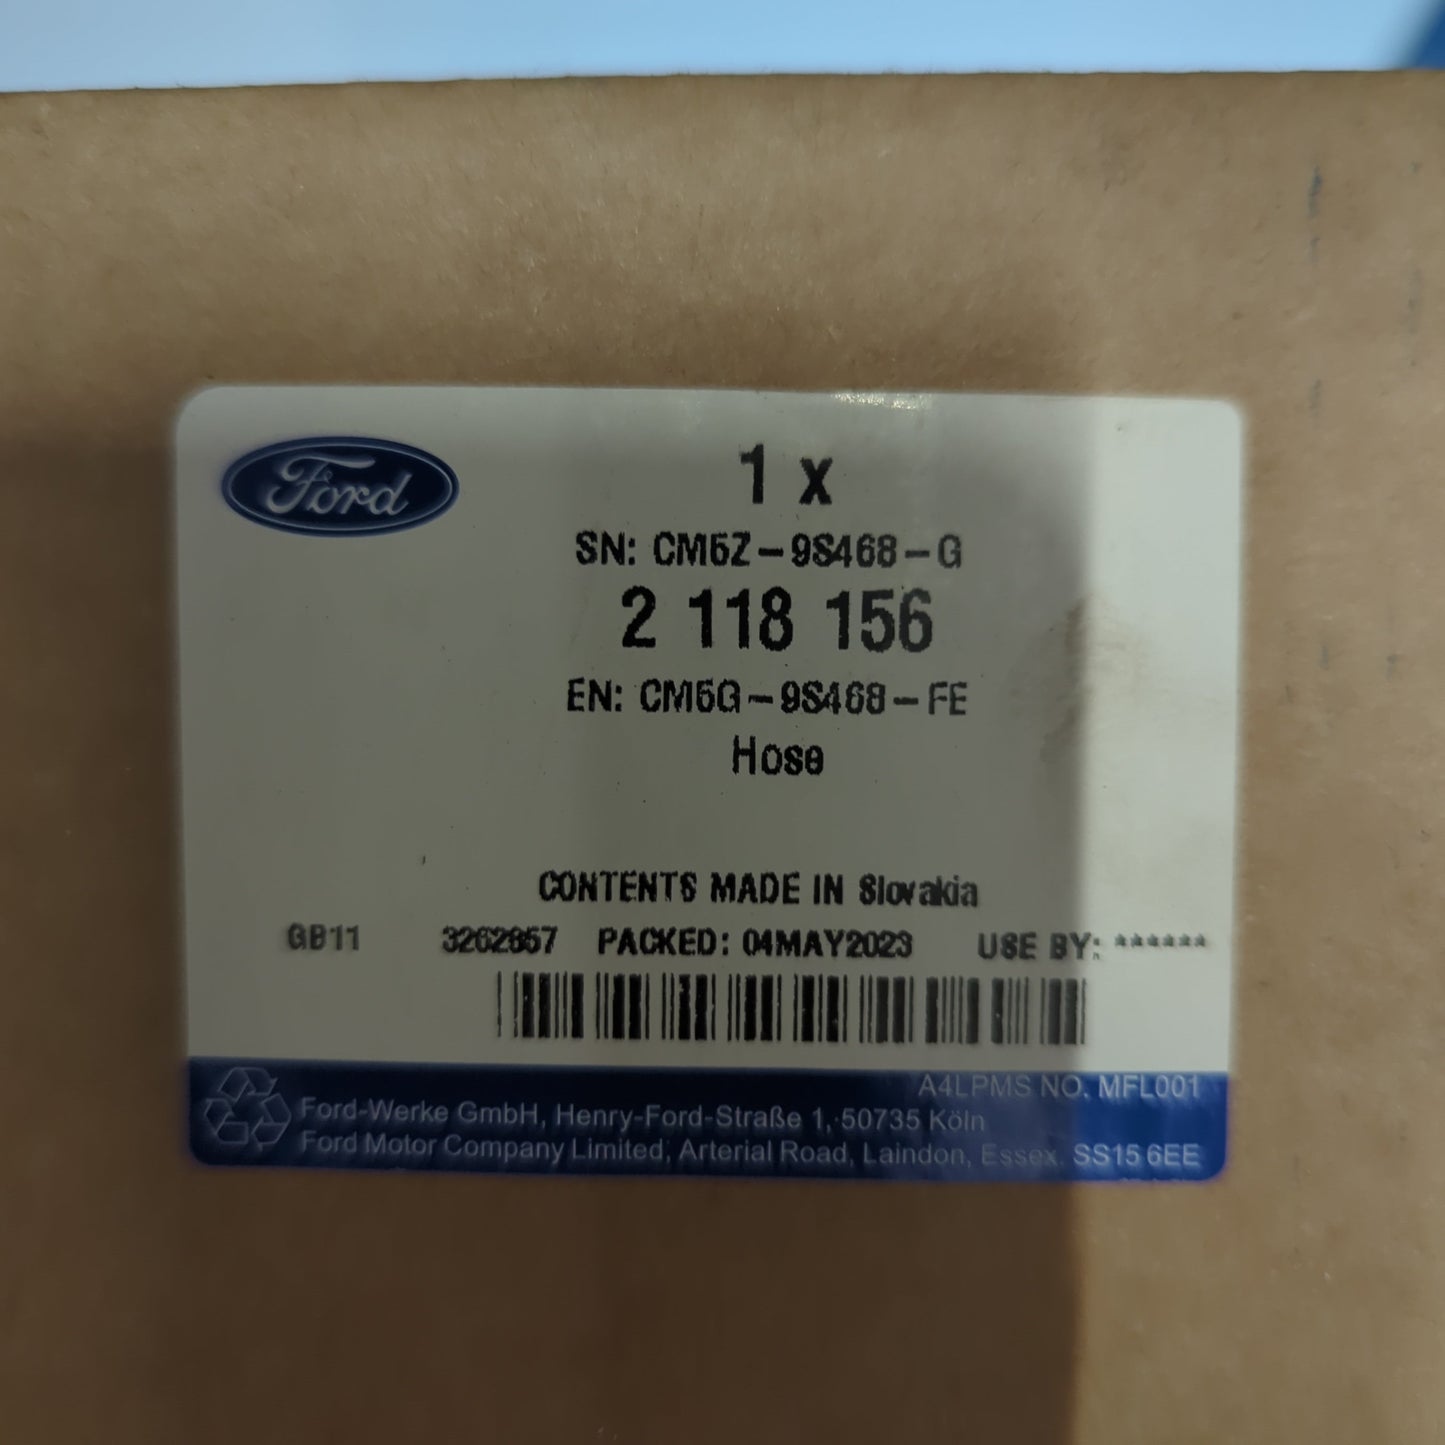 Ford
1 x
SN: CM5Z-9S468-G
2 118 156
EN: CM5G-9S468-FE
Hose
CONTENTS MADE IN Slovakia
GB11 3262857 PACKED: 04MAY2023 USE BY: ******
A4LPMS NO. MFL001
Ford-Werke GmbH, Henry-Ford-Straße 1, 50735 Köln
Ford Motor Company Limited, Arterial Road, Laindon, Essex. SS15 6EE